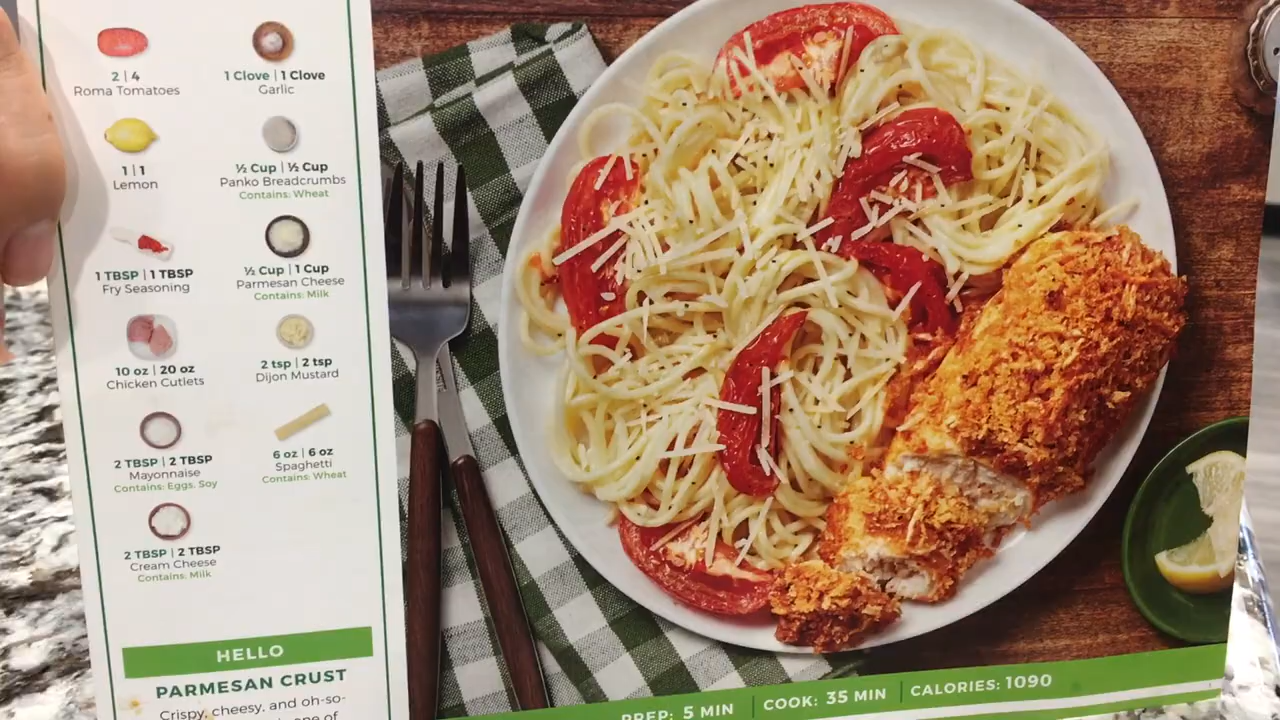 2 | 4
Roma Tomatoes
1 Clove | 1 Clove
Garlic
1 | 1
Lemon
½ Cup | ½ Cup
Panko Breadcrumbs
Contains: Wheat
1 TBSP | 1 TBSP
Fry Seasoning
½ Cup | 1 Cup
Parmesan Cheese
Contains: Milk
10 oz | 20 oz
Chicken Cutlets
2 tsp | 2 tsp
Dijon Mustard
2 TBSP | 2 TBSP
Mayonnaise
Contains: Eggs, Soy
6 oz | 6 oz
Spaghetti
Contains: Wheat
2 TBSP | 2 TBSP
Cream Cheese
Contains: Milk
HELLO
PARMESAN CRUST
Crispy, cheesy, and oh-so-
one of
PREP: 5 MIN | COOK: 35 MIN | CALORIES: 1090